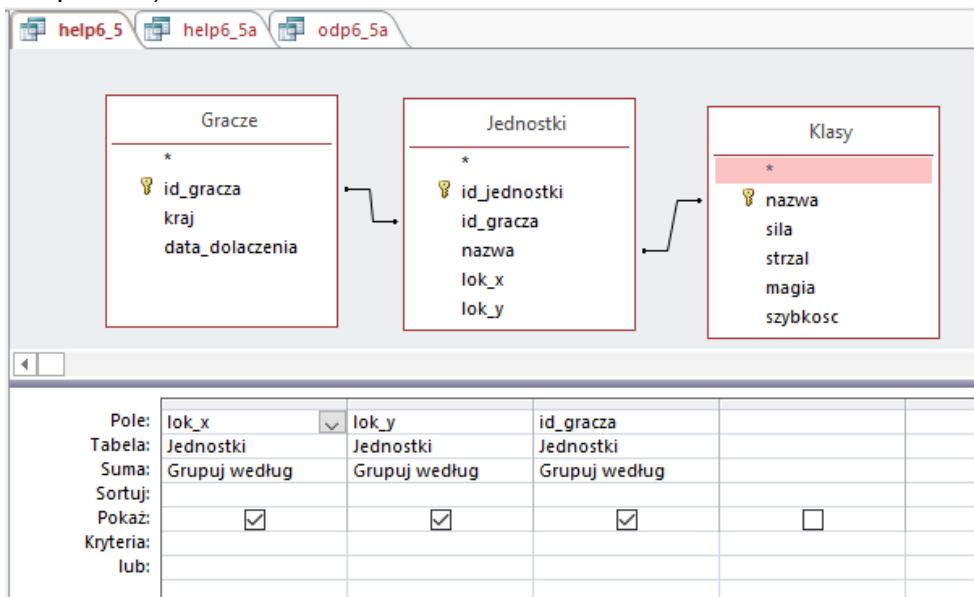 help6_5 help6_5a odp6_5a
Gracze
*
id_gracza
kraj
data_dolaczenia
Jednostki
*
id_jednostki
id_gracza
nazwa
lok_x
lok_y
Klasy
*
nazwa
sila
strzal
magia
szybkosc
Pole: lok_x lok_y id_gracza
Tabela: Jednostki Jednostki Jednostki
Suma: Grupuj według Grupuj według Grupuj według
Sortuj:
Pokaż:
Kryteria:
lub: